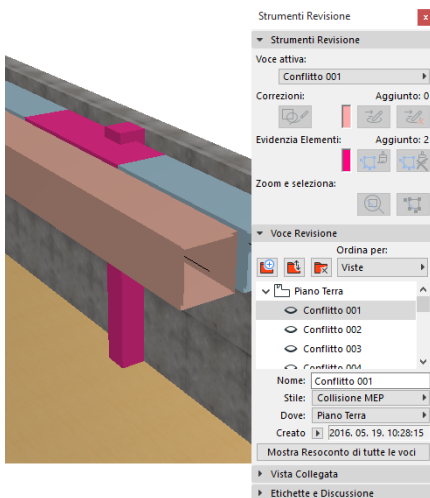 Strumenti Revisione
x
Strumenti Revisione
Voce attiva:
Conflitto 001
Correzioni: Aggiunto: 0
Evidenzia Elementi: Aggiunto: 2
Zoom e seleziona:
Voce Revisione
Ordina per:
Viste
Piano Terra
Conflitto 001
Conflitto 002
Conflitto 003
Conflitto 004
Nome: Conflitto 001
Stile: Collisione MEP
Dove: Piano Terra
Creato 2016. 05. 19. 10:28:15
Mostra Resoconto di tutte le voci
Vista Collegata
Etichette e Discussione